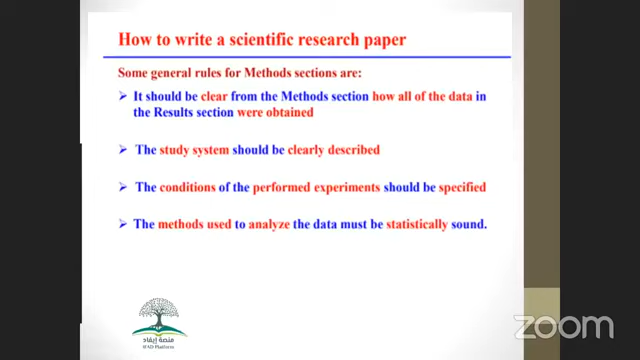 How to write a scientific research paper
Some general rules for Methods sections are:
➢ It should be clear from the Methods section how all of the data in
the Results section were obtained
➢ The study system should be clearly described
➢ The conditions of the performed experiments should be specified
➢ The methods used to analyze the data must be statistically sound.
منصة إيفاد
IFAD Platform
zoom